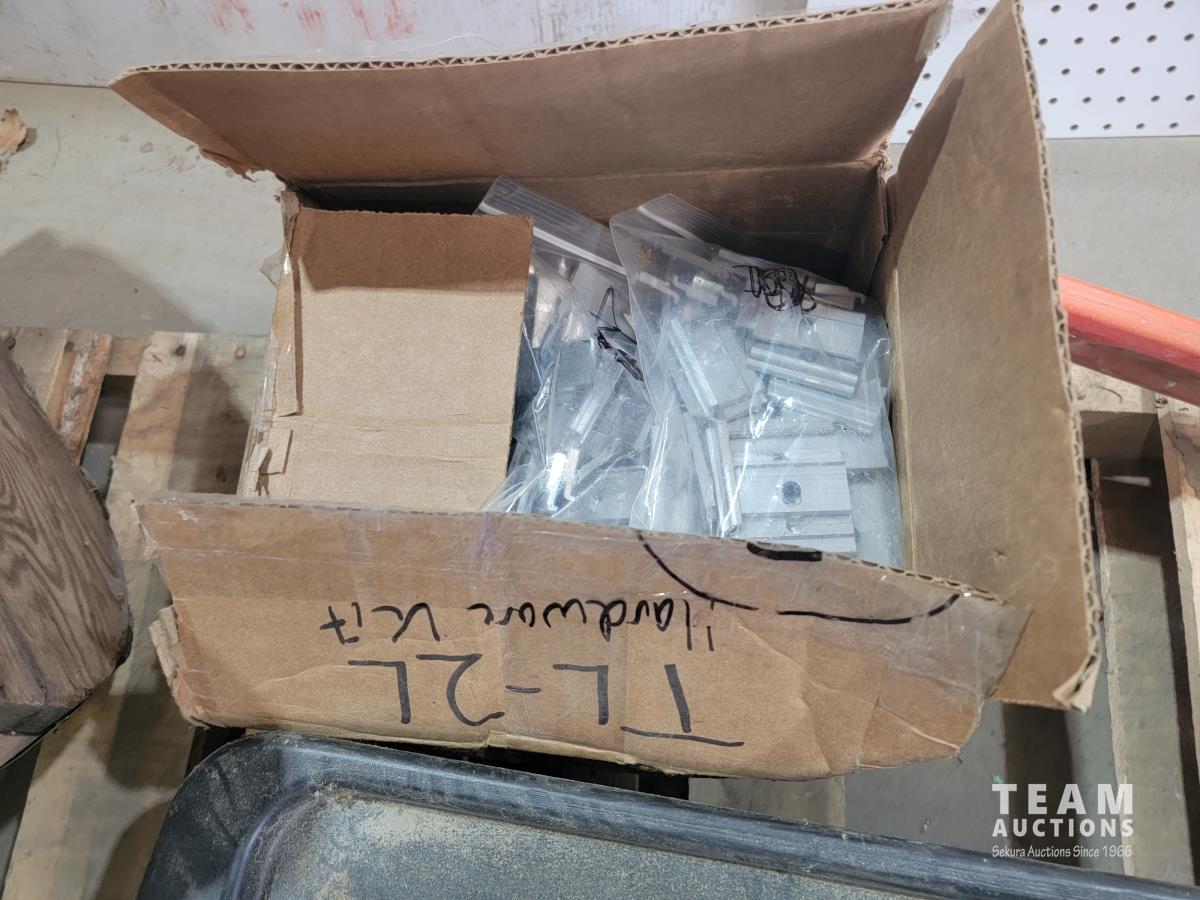 TL-2L
Hardware Kit
TEAM
AUCTIONS
Sekura Auctions Since 1966